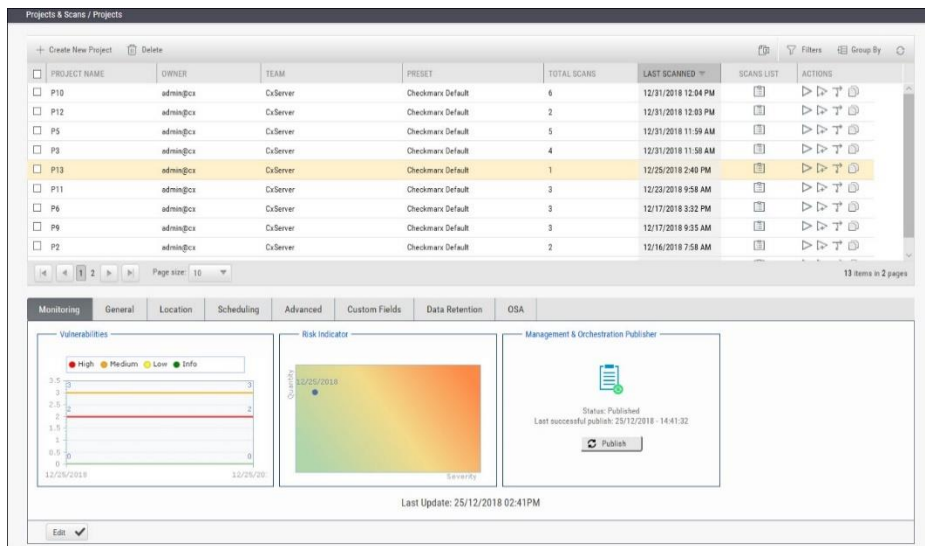 Projects & Scans / Projects
Create New Project Delete Filters Group By
PROJECT NAME OWNER TEAM PRESET TOTAL SCANS LAST SCANNED SCANS LIST ACTIONS
P10 admin@cx CxServer Checkmarx Default 6 12/31/2018 12:04 PM
P12 admin@cx CxServer Checkmarx Default 2 12/31/2018 12:03 PM
P5 admin@cx CxServer Checkmarx Default 5 12/31/2018 11:59 AM
P3 admin@cx CxServer Checkmarx Default 4 12/31/2018 11:58 AM
P13 admin@cx CxServer Checkmarx Default 1 12/25/2018 2:40 PM
P11 admin@cx CxServer Checkmarx Default 3 12/23/2018 9:58 AM
P6 admin@cx CxServer Checkmarx Default 3 12/17/2018 3:32 PM
P9 admin@cx CxServer Checkmarx Default 3 12/17/2018 9:35 AM
P2 admin@cx CxServer Checkmarx Default 2 12/16/2018 7:58 AM
1 2 Page size: 10 13 items in 2 pages
Monitoring General Location Scheduling Advanced Custom Fields Data Retention OSA
Vulnerabilities
High Medium Low Info
3.5
3
2.5
2
1.5
1
0.5
0
3 3
2 2
0 0
12/25/2018 12/25/20
Risk Indicator
Quantity
12/25/2018
Severity
Management & Orchestration Publisher
Status: Published
Last successful publish: 25/12/2018 - 14:41:32
Publish
Last Update: 25/12/2018 02:41PM
Edit